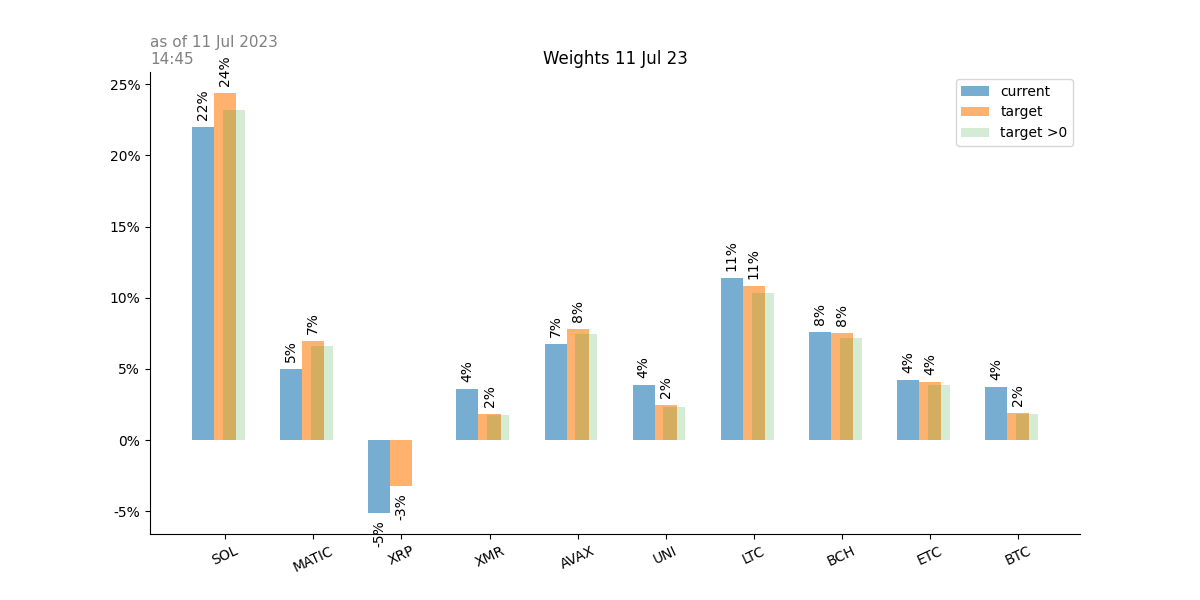 as of 11 Jul 2023
14:45
Weights 11 Jul 23
25%
20%
15%
10%
5%
0%
-5%
current
target
target >0
22%
24%
5%
7%
-5%
-3%
4%
2%
7%
8%
4%
2%
11%
11%
8%
8%
4%
4%
4%
2%
SOL
MATIC
XRP
XMR
AVAX
UNI
LTC
BCH
ETC
BTC